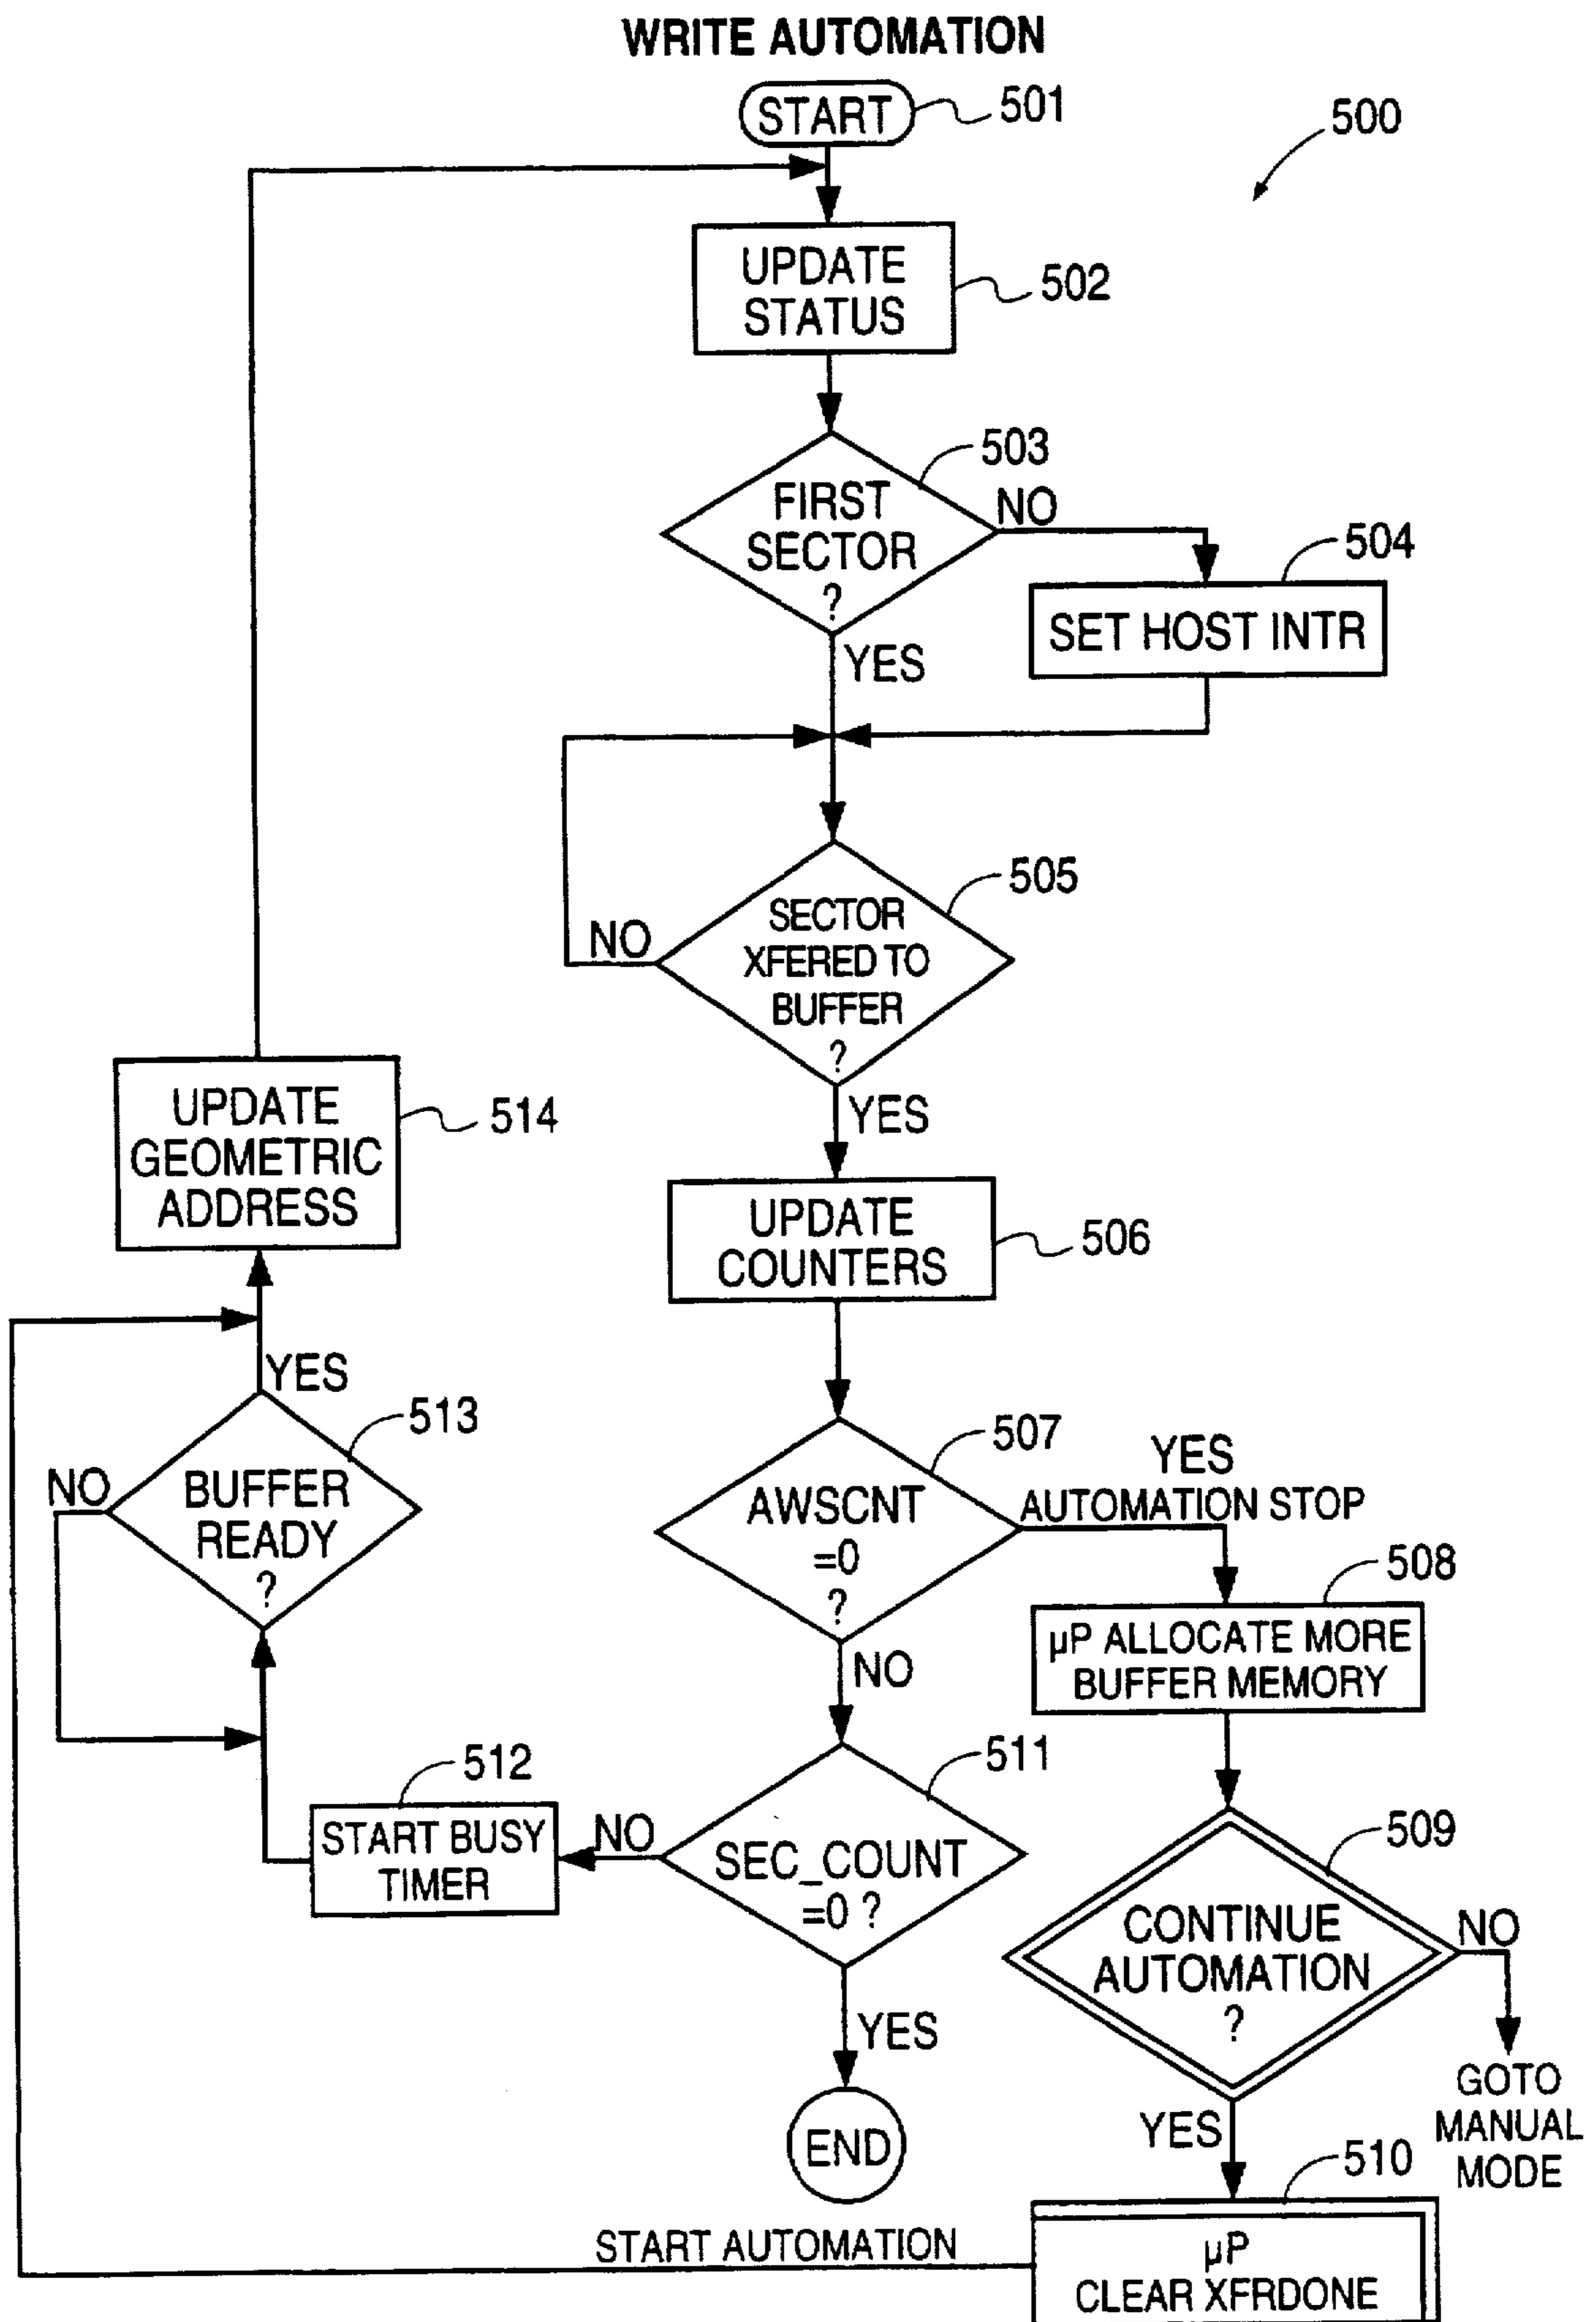 WRITE AUTOMATION
START
501
500
UPDATE
STATUS
502
FIRST
SECTOR
?
503
NO
504
SET HOST INTR
YES
SECTOR
XFERED TO
BUFFER
?
505
NO
YES
UPDATE
GEOMETRIC
ADDRESS
514
UPDATE
COUNTERS
506
YES
513
BUFFER
READY
?
NO
AWSCNT
=0
?
507
YES
AUTOMATION STOP
508
µP ALLOCATE MORE
BUFFER MEMORY
NO
512
START BUSY
TIMER
NO
511
SEC_COUNT
=0 ?
509
CONTINUE
AUTOMATION
?
NO
GOTO
MANUAL
MODE
YES
END
YES
510
START AUTOMATION
µP
CLEAR XFRDONE